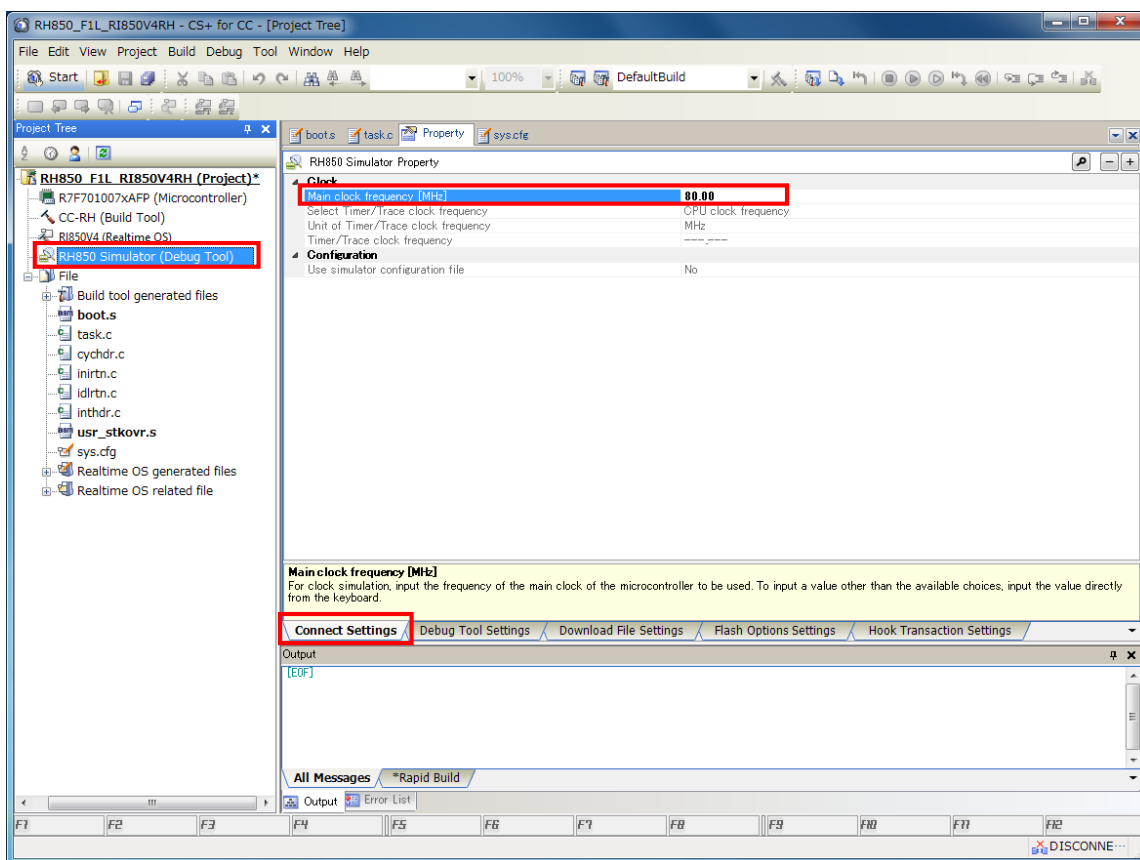 RH850_F1L_RI850V4RH - CS+ for CC - [Project Tree]
File Edit View Project Build Debug Tool Window Help
Start 100% DefaultBuild
Project Tree
boot.s task.c Property sys.cfg
RH850 Simulator Property
RH850_F1L_RI850V4RH (Project)*
R7F701007xAFP (Microcontroller)
CC-RH (Build Tool)
RI850V4 (Realtime OS)
RH850 Simulator (Debug Tool)
File
Build tool generated files
boot.s
task.c
cychdr.c
inirtn.c
idlrtn.c
inthdr.c
usr_stkovr.s
sys.cfg
Realtime OS generated files
Realtime OS related file
Clock
Main clock frequency [MHz] 80.00
Select Timer/Trace clock frequency CPU clock frequency
Unit of Timer/Trace clock frequency MHz
Timer/Trace clock frequency ---.---
Configuration
Use simulator configuration file No
Main clock frequency [MHz]
For clock simulation, input the frequency of the main clock of the microcontroller to be used. To input a value other than the available choices, input the value directly
from the keyboard.
Connect Settings Debug Tool Settings Download File Settings Flash Options Settings Hook Transaction Settings
Output
[EOF]
All Messages *Rapid Build
Output Error List
F1 F2 F3 F4 F5 F6 F7 F8 F9 F10 F11 F12
DISCONNE...